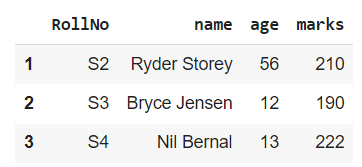 RollNo name age marks
1 S2 Ryder Storey 56 210
2 S3 Bryce Jensen 12 190
3 S4 Nil Bernal 13 222